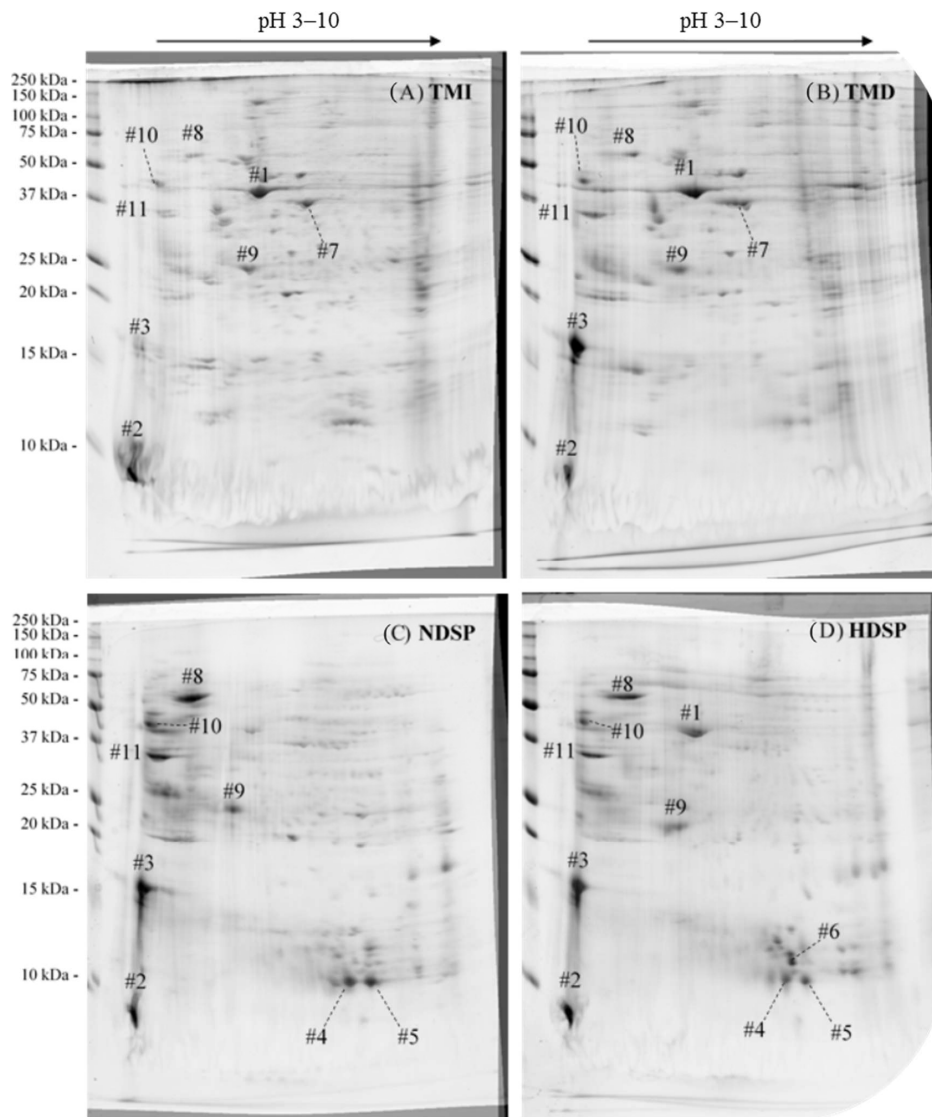 pH 3–10
pH 3–10
250 kDa -
150 kDa -
100 kDa -
75 kDa -
50 kDa -
37 kDa -
25 kDa -
20 kDa -
15 kDa -
10 kDa -
(A) TMI
#10
#8
#1
#11
#7
#9
#3
#2
(B) TMD
#10
#8
#1
#11
#7
#9
#3
#2
250 kDa -
150 kDa -
100 kDa -
75 kDa -
50 kDa -
37 kDa -
25 kDa -
20 kDa -
15 kDa -
10 kDa -
(C) NDSP
#8
#10
#11
#9
#3
#2
#4
#5
(D) HDSP
#8
#10
#1
#11
#9
#3
#6
#2
#4
#5